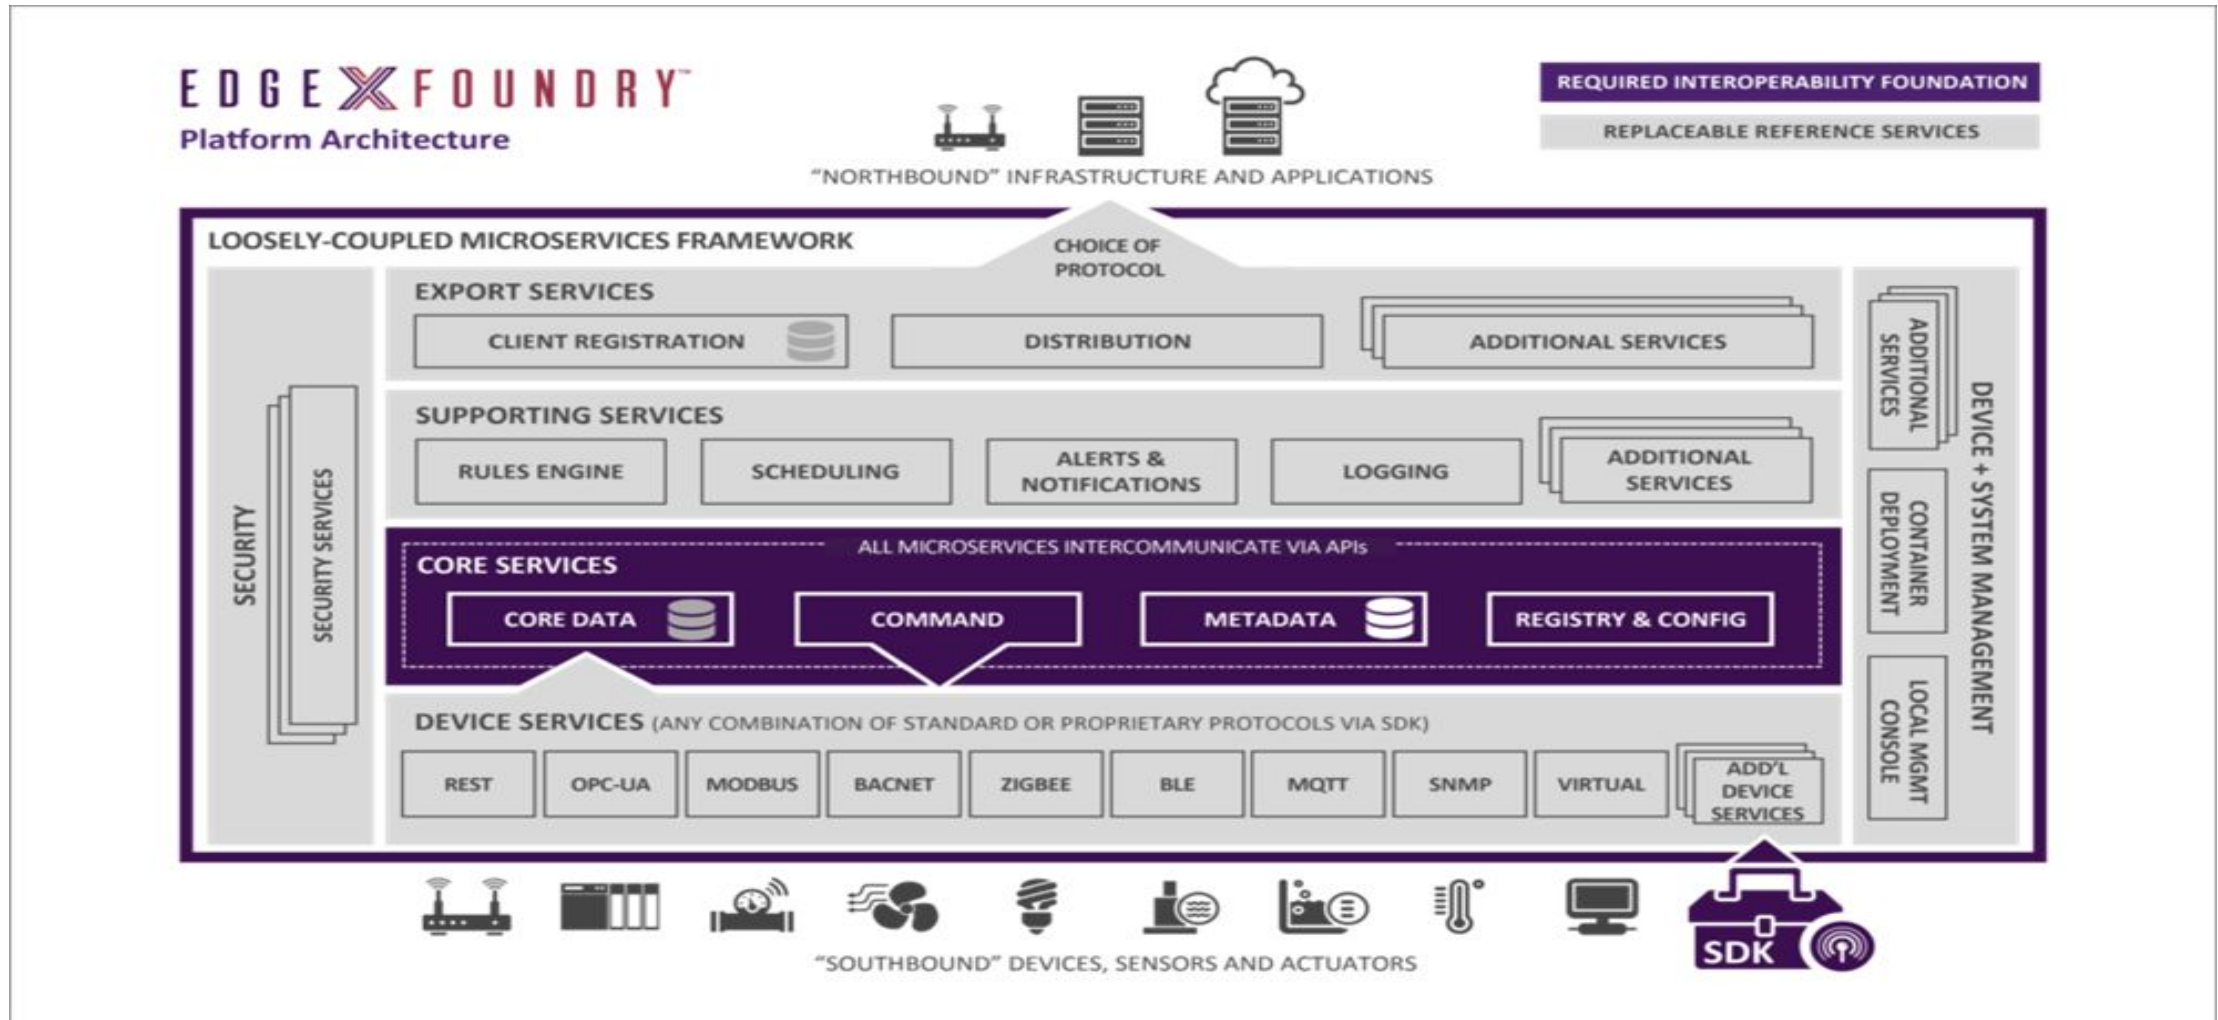 EDGE X FOUNDRY™
Platform Architecture
REQUIRED INTEROPERABILITY FOUNDATION
REPLACEABLE REFERENCE SERVICES
“NORTHBOUND” INFRASTRUCTURE AND APPLICATIONS
LOOSELY-COUPLED MICROSERVICES FRAMEWORK
CHOICE OF
PROTOCOL
SECURITY
SECURITY SERVICES
EXPORT SERVICES
CLIENT REGISTRATION
DISTRIBUTION
ADDITIONAL SERVICES
SUPPORTING SERVICES
RULES ENGINE
SCHEDULING
ALERTS &
NOTIFICATIONS
LOGGING
ADDITIONAL
SERVICES
ALL MICROSERVICES INTERCOMMUNICATE VIA APIs
CORE SERVICES
CORE DATA
COMMAND
METADATA
REGISTRY & CONFIG
DEVICE SERVICES (ANY COMBINATION OF STANDARD OR PROPRIETARY PROTOCOLS VIA SDK)
REST
OPC-UA
MODBUS
BACNET
ZIGBEE
BLE
MQTT
SNMP
VIRTUAL
ADD’L
DEVICE
SERVICES
ADDITIONAL
SERVICES
CONTAINER
DEPLOYMENT
LOCAL MGMT
CONSOLE
DEVICE + SYSTEM MANAGEMENT
SDK
“SOUTHBOUND” DEVICES, SENSORS AND ACTUATORS